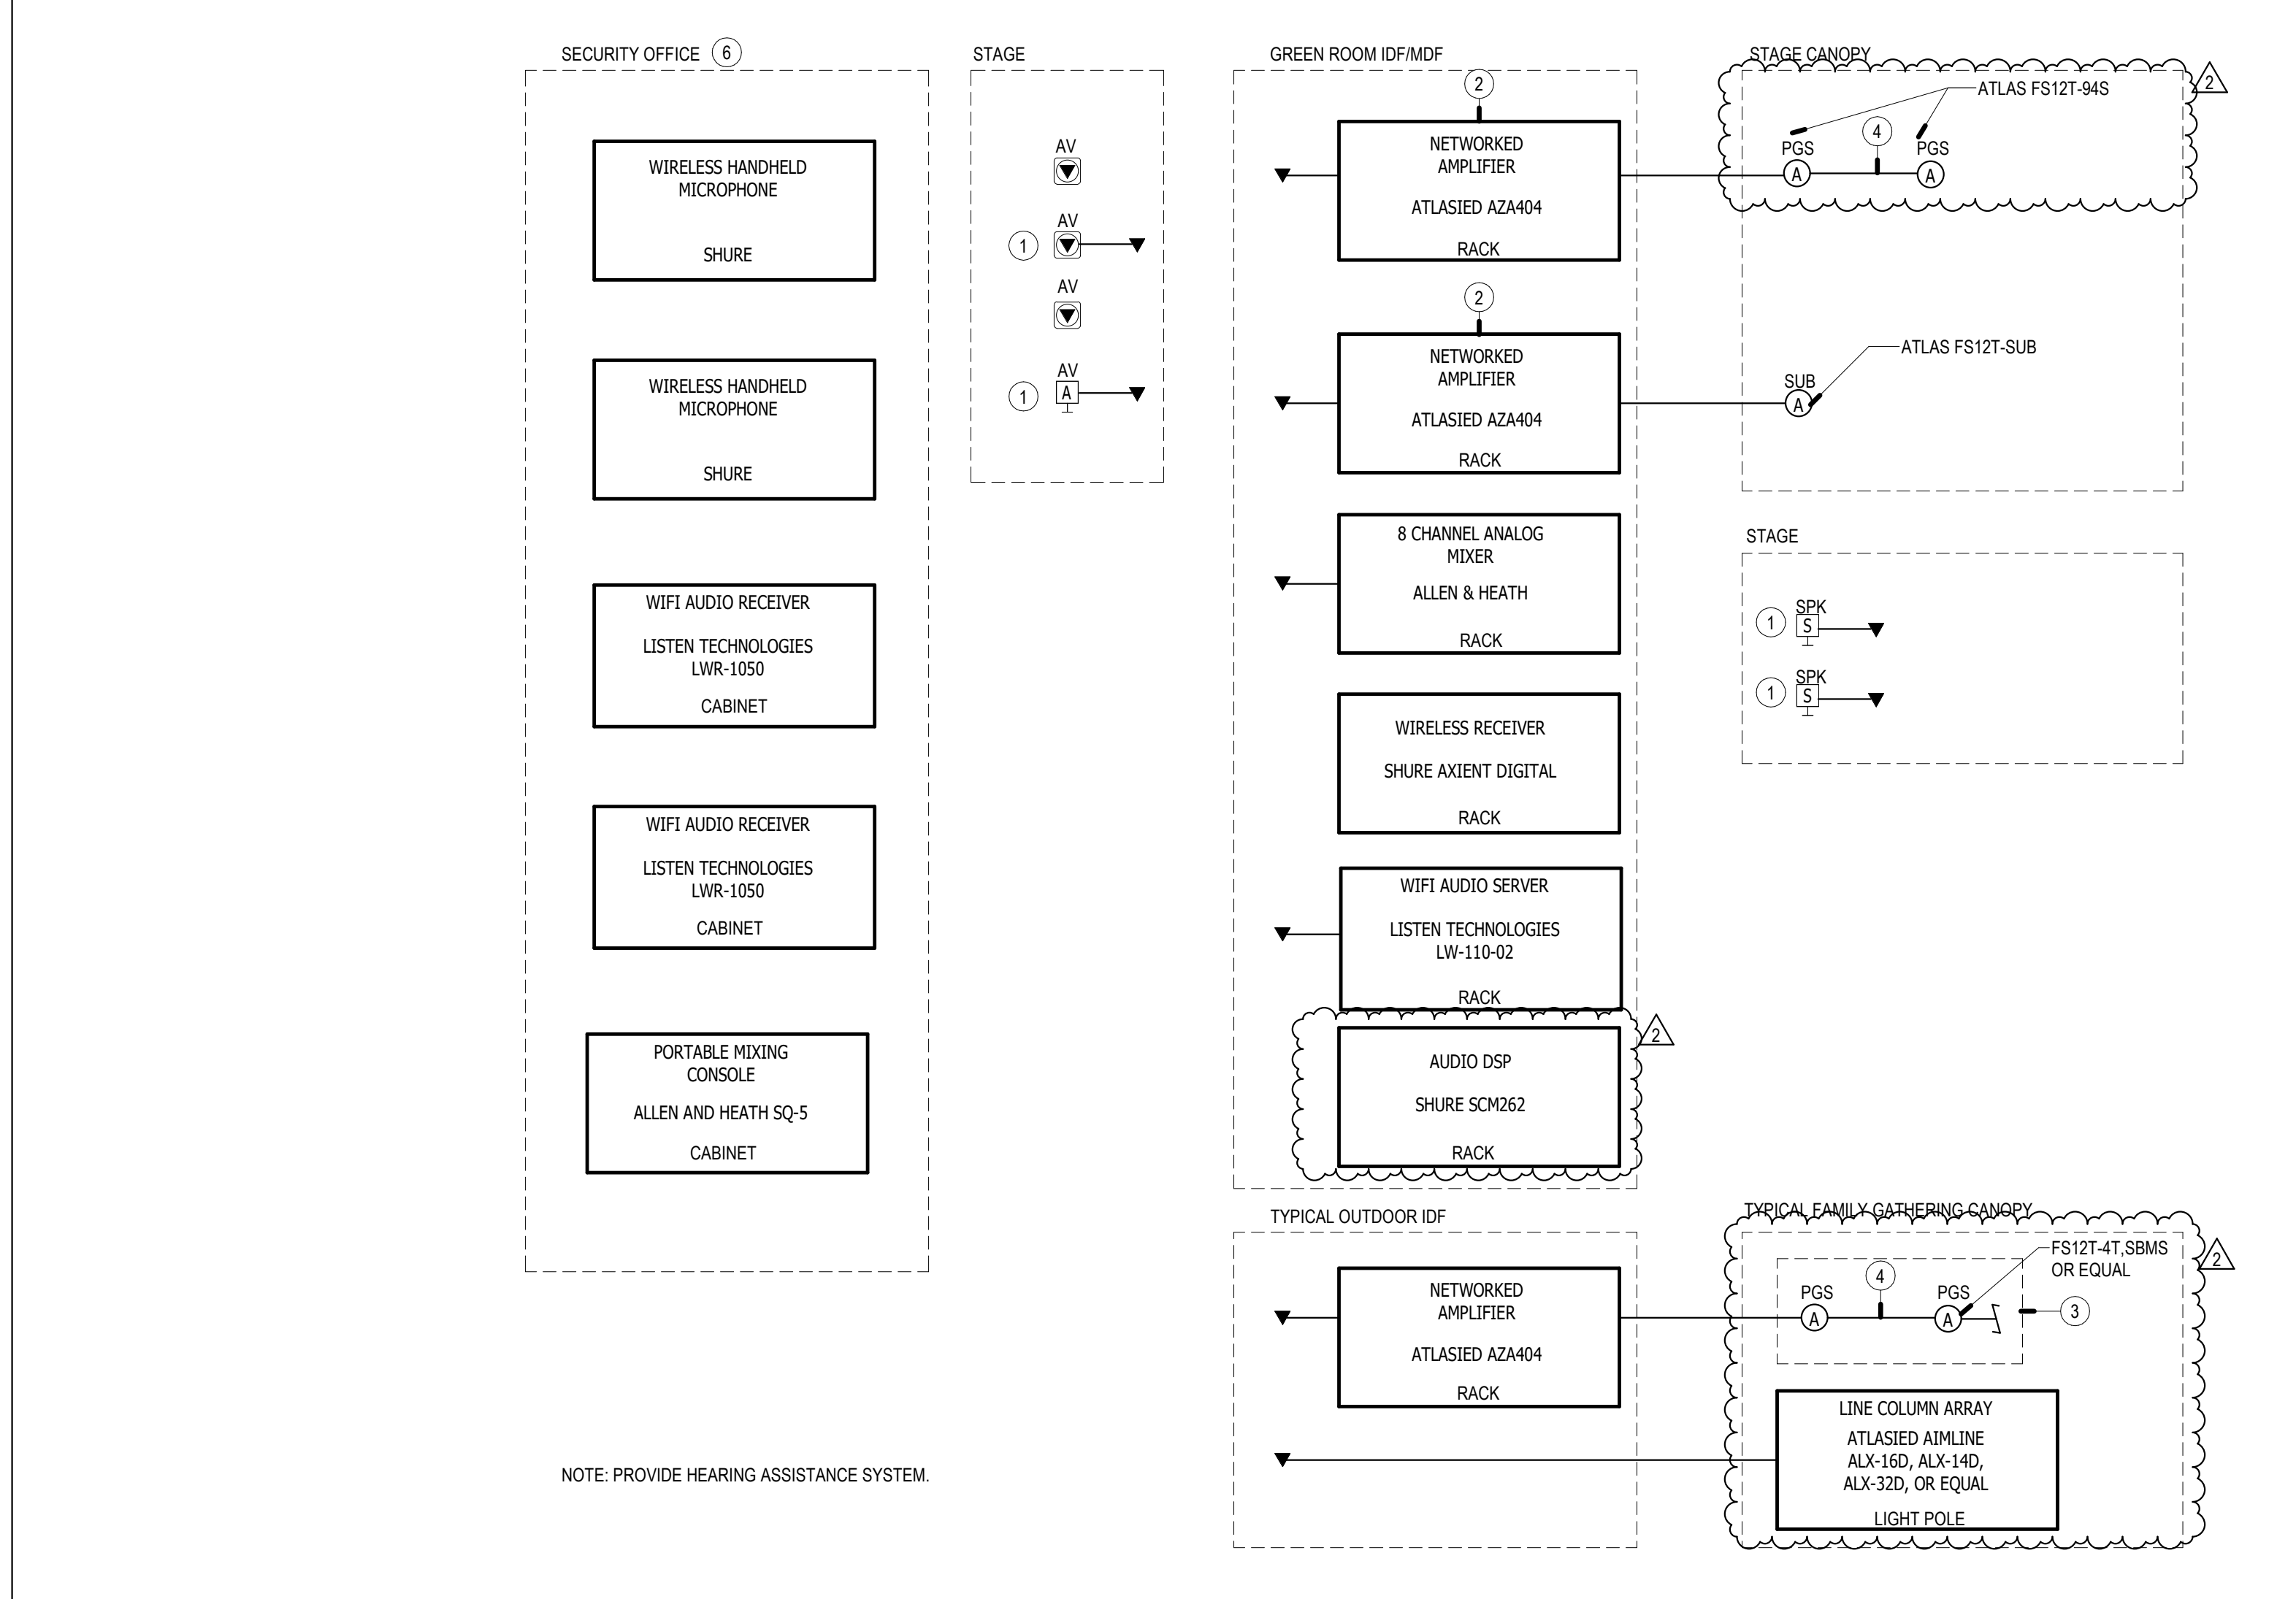 SECURITY OFFICE 6
WIRELESS HANDHELD
MICROPHONE
SHURE
WIRELESS HANDHELD
MICROPHONE
SHURE
WIFI AUDIO RECEIVER
LISTEN TECHNOLOGIES
LWR-1050
CABINET
WIFI AUDIO RECEIVER
LISTEN TECHNOLOGIES
LWR-1050
CABINET
PORTABLE MIXING
CONSOLE
ALLEN AND HEATH SQ-5
CABINET
NOTE: PROVIDE HEARING ASSISTANCE SYSTEM.
STAGE
AV
AV
1
AV
AV
1 A
GREEN ROOM IDF/MDF
2
NETWORKED
AMPLIFIER
ATLASIED AZA404
RACK
2
NETWORKED
AMPLIFIER
ATLASIED AZA404
RACK
8 CHANNEL ANALOG
MIXER
ALLEN & HEATH
RACK
WIRELESS RECEIVER
SHURE AXIENT DIGITAL
RACK
WIFI AUDIO SERVER
LISTEN TECHNOLOGIES
LW-110-02
RACK
2
AUDIO DSP
SHURE SCM262
RACK
TYPICAL OUTDOOR IDF
NETWORKED
AMPLIFIER
ATLASIED AZA404
RACK
STAGE CANOPY
2
ATLAS FS12T-94S
4
PGS PGS
A A
ATLAS FS12T-SUB
SUB
A
STAGE
SPK
1 S
SPK
1 S
TYPICAL FAMILY GATHERING CANOPY
2
FS12T-4T,SBMS
OR EQUAL
4
PGS PGS
A A
3
LINE COLUMN ARRAY
ATLASIED AIMLINE
ALX-16D, ALX-14D,
ALX-32D, OR EQUAL
LIGHT POLE